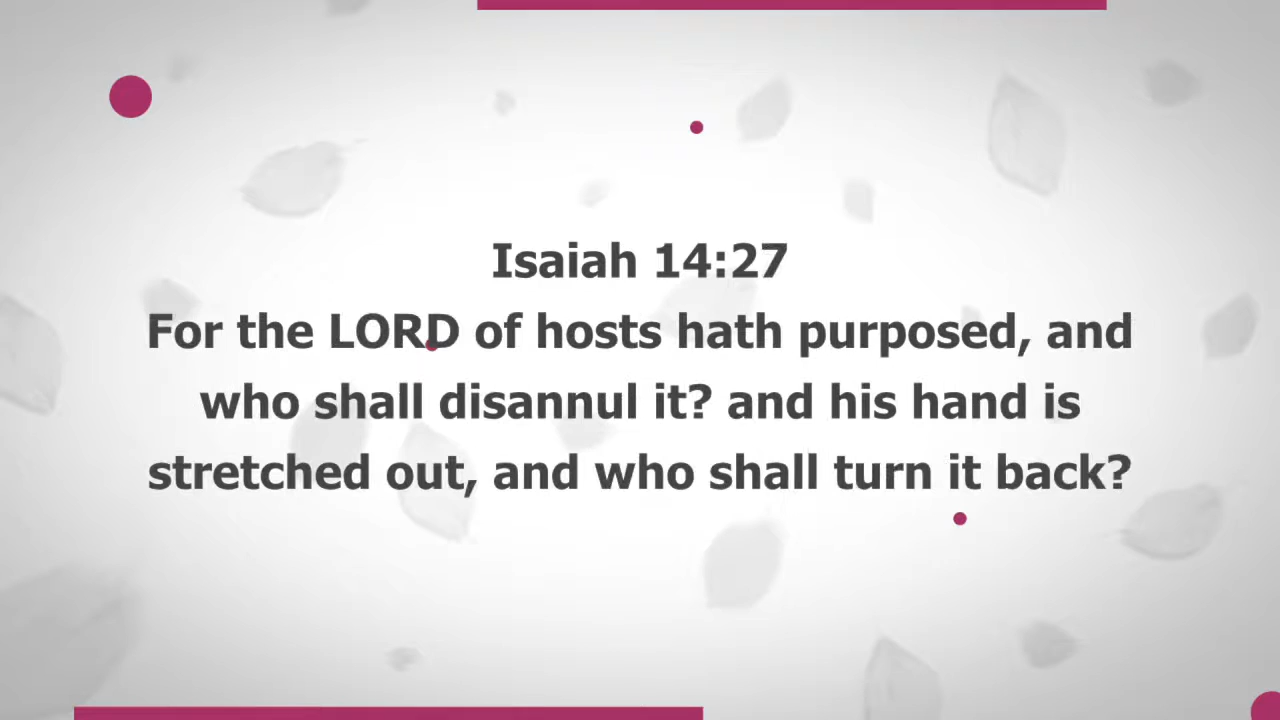 Isaiah 14:27
For the LORD of hosts hath purposed, and
who shall disannul it? and his hand is
stretched out, and who shall turn it back?